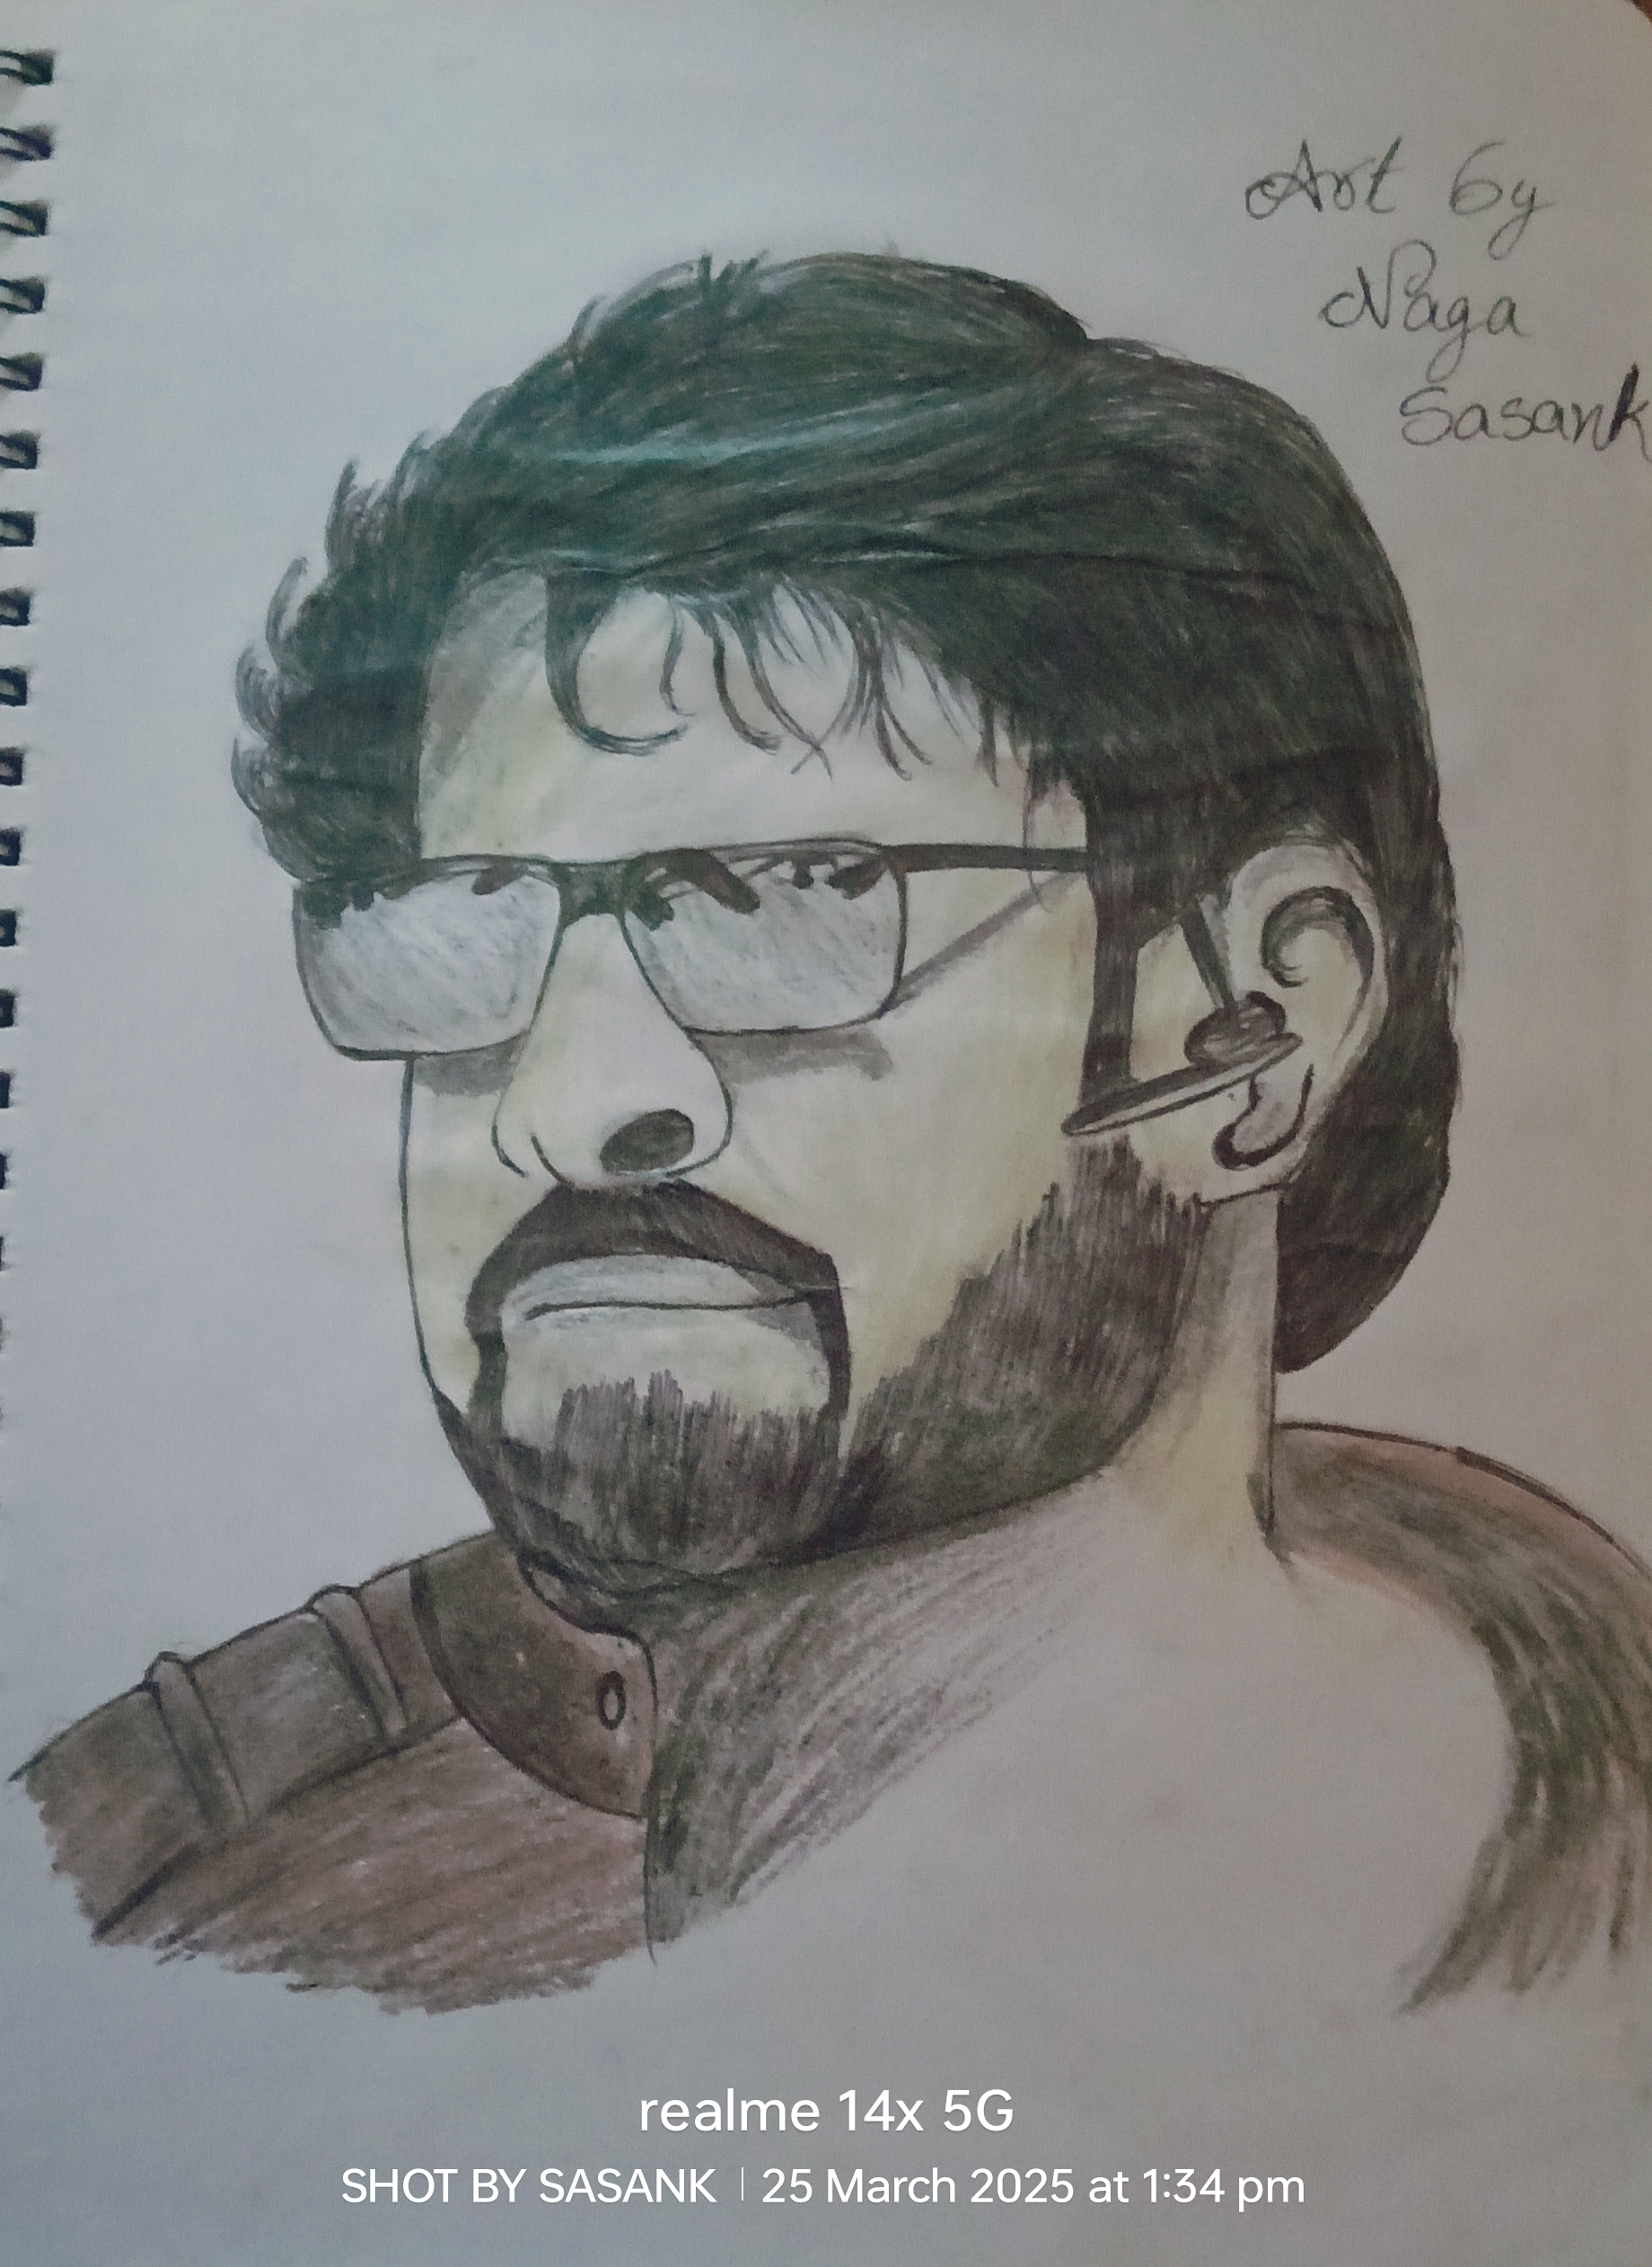 Art by
Naga
Sasank
realme 14x 5G
SHOT BY SASANK | 25 March 2025 at 1:34 pm